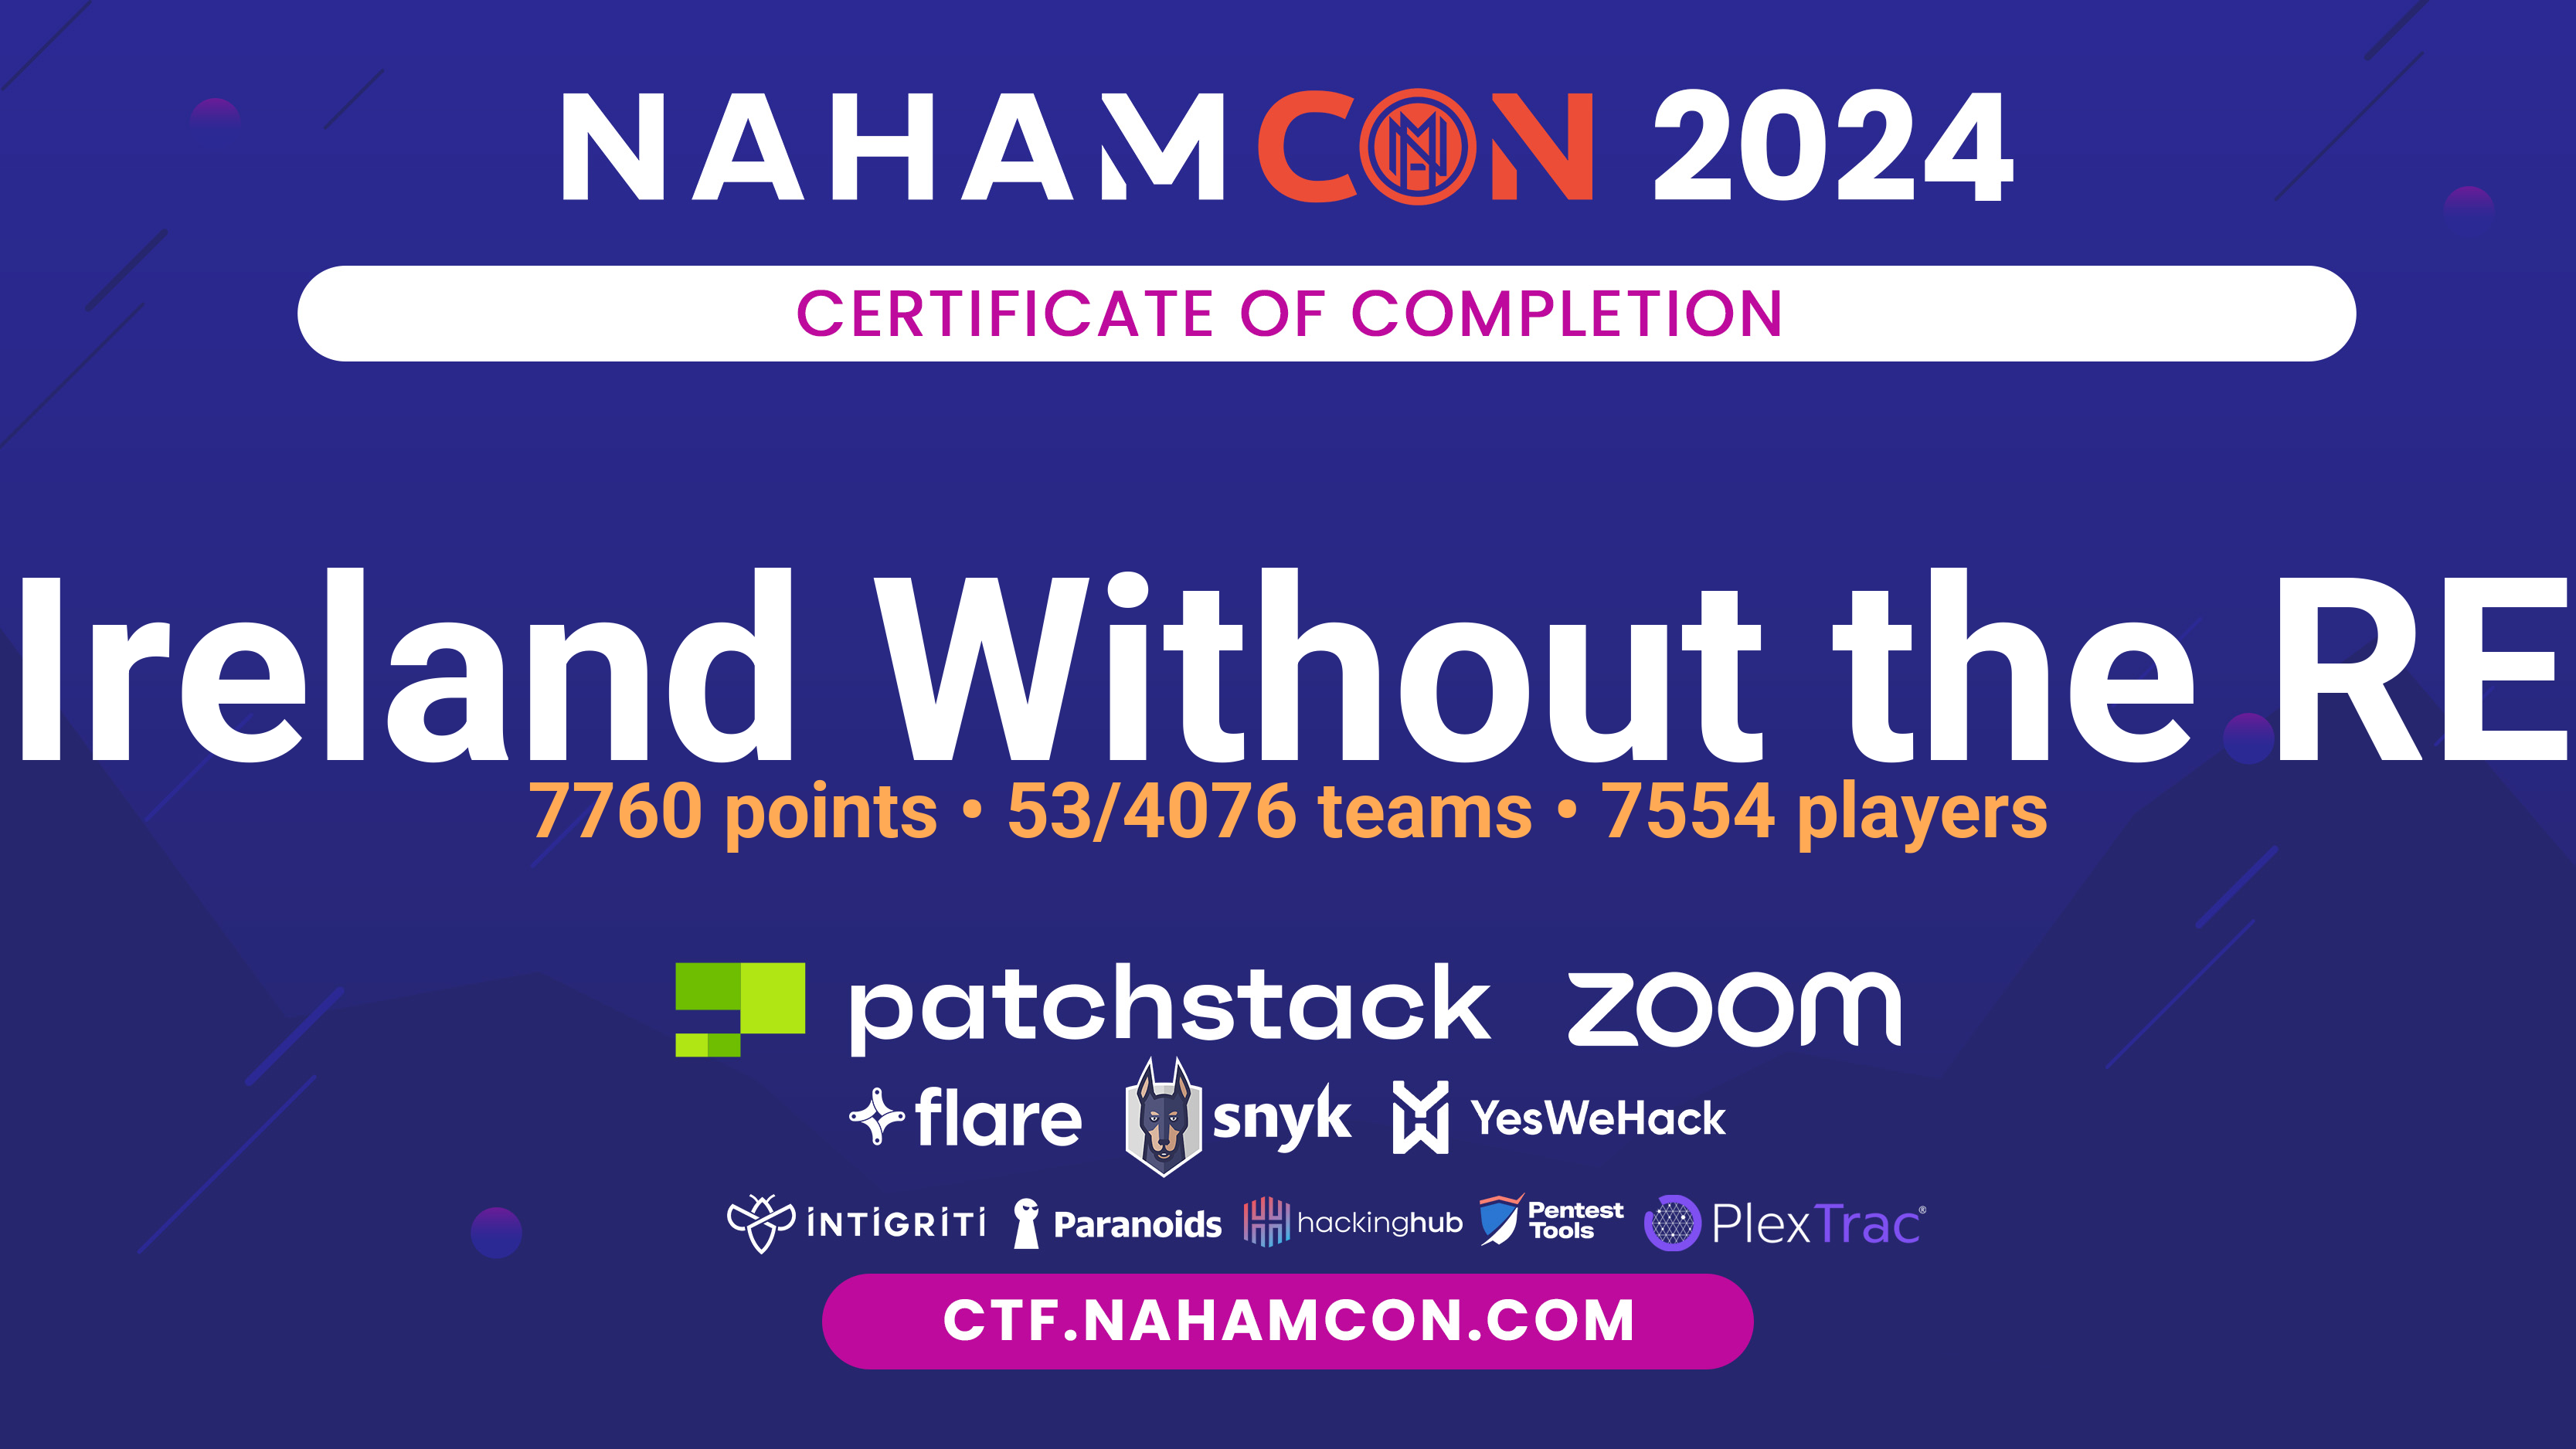 NAHAMCON 2024
CERTIFICATE OF COMPLETION
Ireland Without the RE
7760 points • 53/4076 teams • 7554 players
patchstack zoom
flare snyk YesWeHack
INTIGRITI Paranoids hackinghub Pentest Tools PlexTrac®
CTF.NAHAMCON.COM